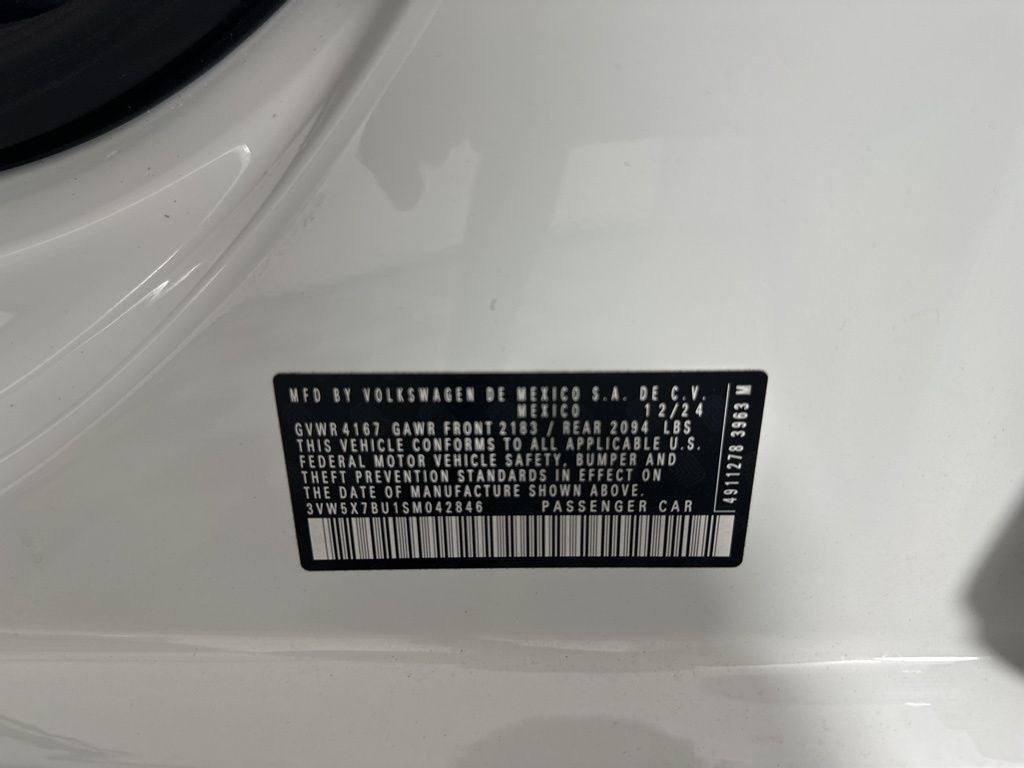 MFD BY VOLKSWAGEN DE MEXICO S.A. DE C.V.
MEXICO 12/24
GVWR 4167 GAWR FRONT 2183 / REAR 2094 LBS
THIS VEHICLE CONFORMS TO ALL APPLICABLE U.S.
FEDERAL MOTOR VEHICLE SAFETY, BUMPER AND
THEFT PREVENTION STANDARDS IN EFFECT ON
THE DATE OF MANUFACTURE SHOWN ABOVE.
3VW5X7BU1SM042846 PASSENGER CAR
4911278 3963 M